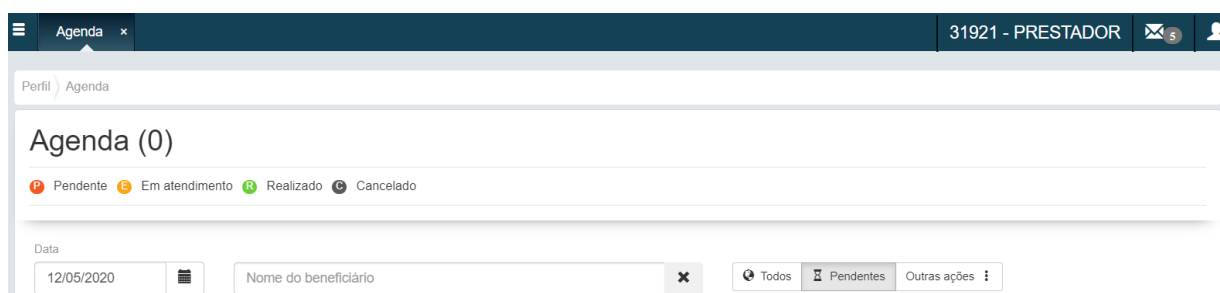 Agenda × 31921 - PRESTADOR 5
Perfil Agenda
Agenda (0)
P Pendente E Em atendimento R Realizado C Cancelado
Data
12/05/2020 Nome do beneficiário Todos Pendentes Outras ações